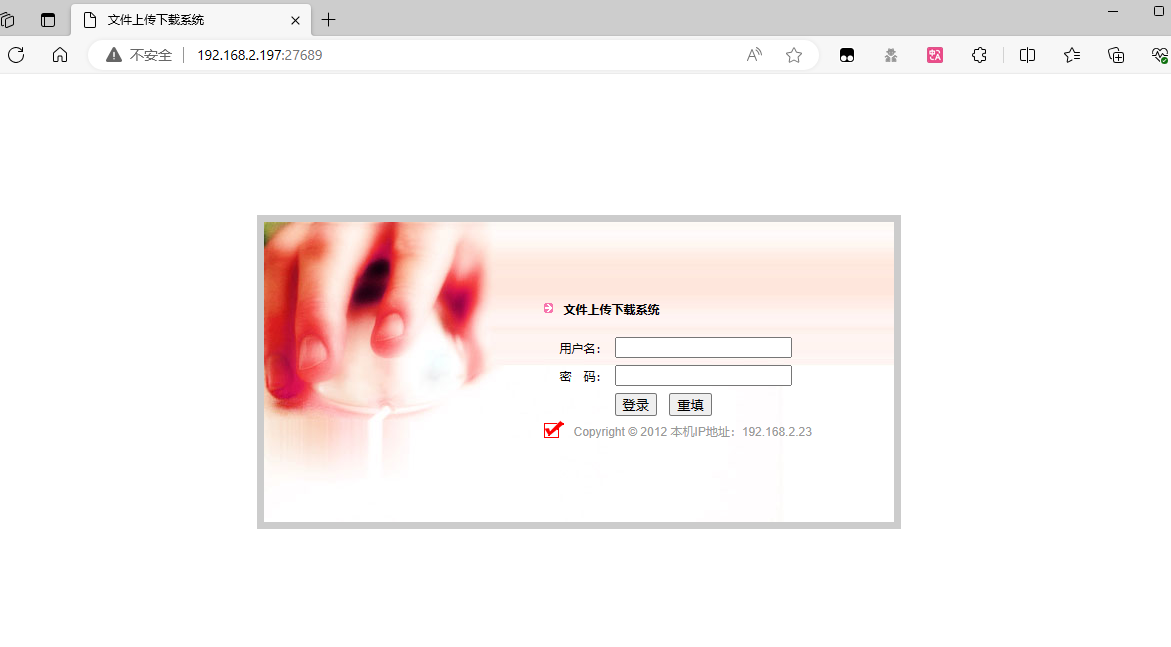 文件上传下载系统
不安全 192.168.2.197:27689
文件上传下载系统
用户名：
密 码：
登录 重填
Copyright © 2012 本机IP地址：192.168.2.23